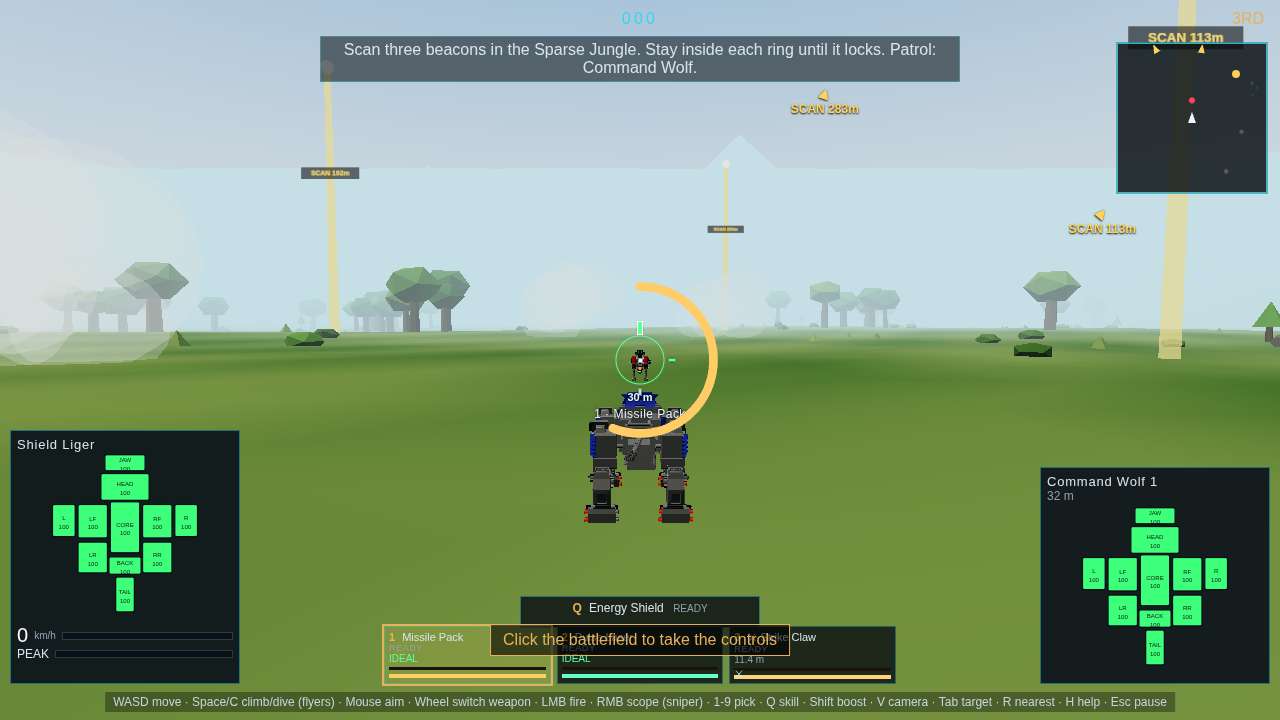 000
3RD
Scan three beacons in the Sparse Jungle. Stay inside each ring until it locks. Patrol:
Command Wolf.
SCAN 113m
SCAN 283m
SCAN 192m
SCAN 113m
30 m
1 · Missile Pack
Shield Liger
JAW
100
HEAD
100
L
100
LF
100
CORE
100
RF
100
R
100
LR
100
BACK
100
RR
100
TAIL
100
0 km/h
PEAK
Command Wolf 1
32 m
JAW
100
HEAD
100
L
100
LF
100
CORE
100
RF
100
R
100
LR
100
BACK
100
RR
100
TAIL
100
Q Energy Shield READY
1 Missile Pack
READY
IDEAL
IDEAL
Claw
READY
11.4 m
Click the battlefield to take the controls
WASD move · Space/C climb/dive (flyers) · Mouse aim · Wheel switch weapon · LMB fire · RMB scope (sniper) · 1-9 pick · Q skill · Shift boost · V camera · Tab target · R nearest · H help · Esc pause